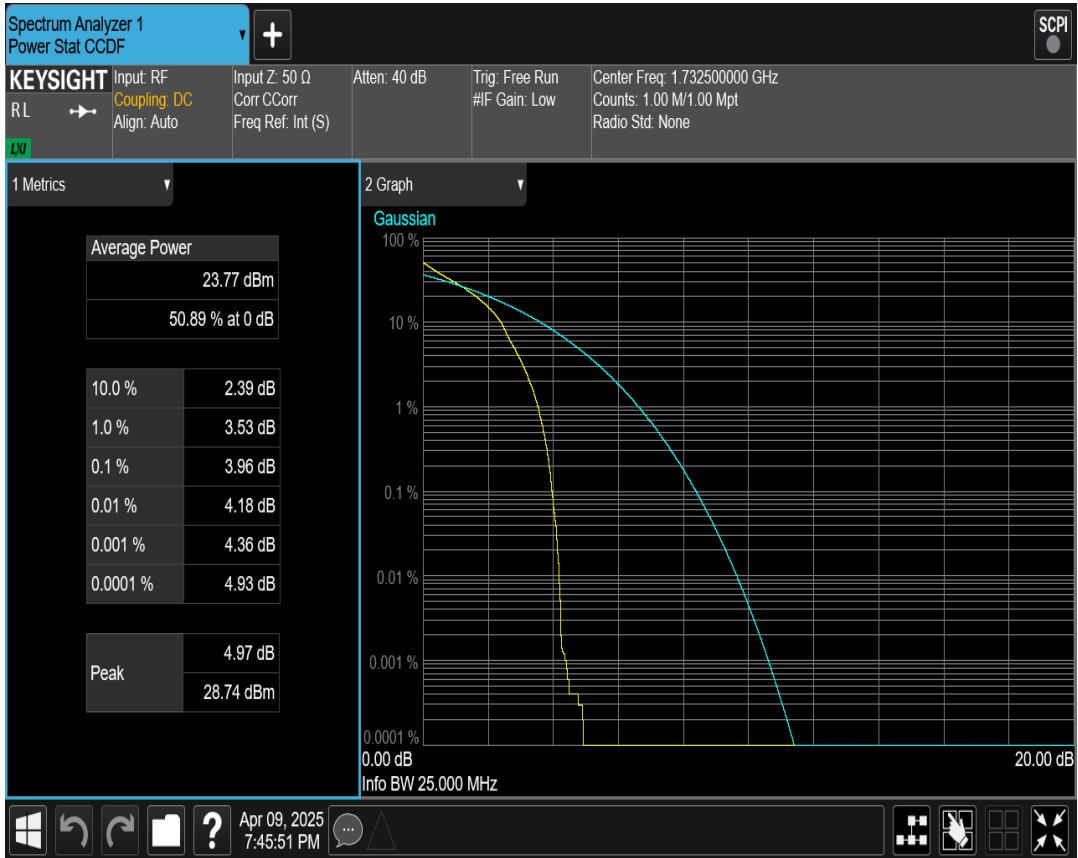 Spectrum Analyzer 1
Power Stat CCDF
SCPI
KEYSIGHT
RL
LXI
Input: RF
Coupling: DC
Align: Auto
Input Z: 50 Ω
Corr CCorr
Freq Ref: Int (S)
Atten: 40 dB
Trig: Free Run
#IF Gain: Low
Center Freq: 1.732500000 GHz
Counts: 1.00 M/1.00 Mpt
Radio Std: None
1 Metrics
Average Power
23.77 dBm
50.89 % at 0 dB
10.0 % 2.39 dB
1.0 % 3.53 dB
0.1 % 3.96 dB
0.01 % 4.18 dB
0.001 % 4.36 dB
0.0001 % 4.93 dB
Peak
4.97 dB
28.74 dBm
2 Graph
Gaussian
100 %
10 %
1 %
0.1 %
0.01 %
0.001 %
0.0001 %
0.00 dB
20.00 dB
Info BW 25.000 MHz
?
Apr 09, 2025
7:45:51 PM